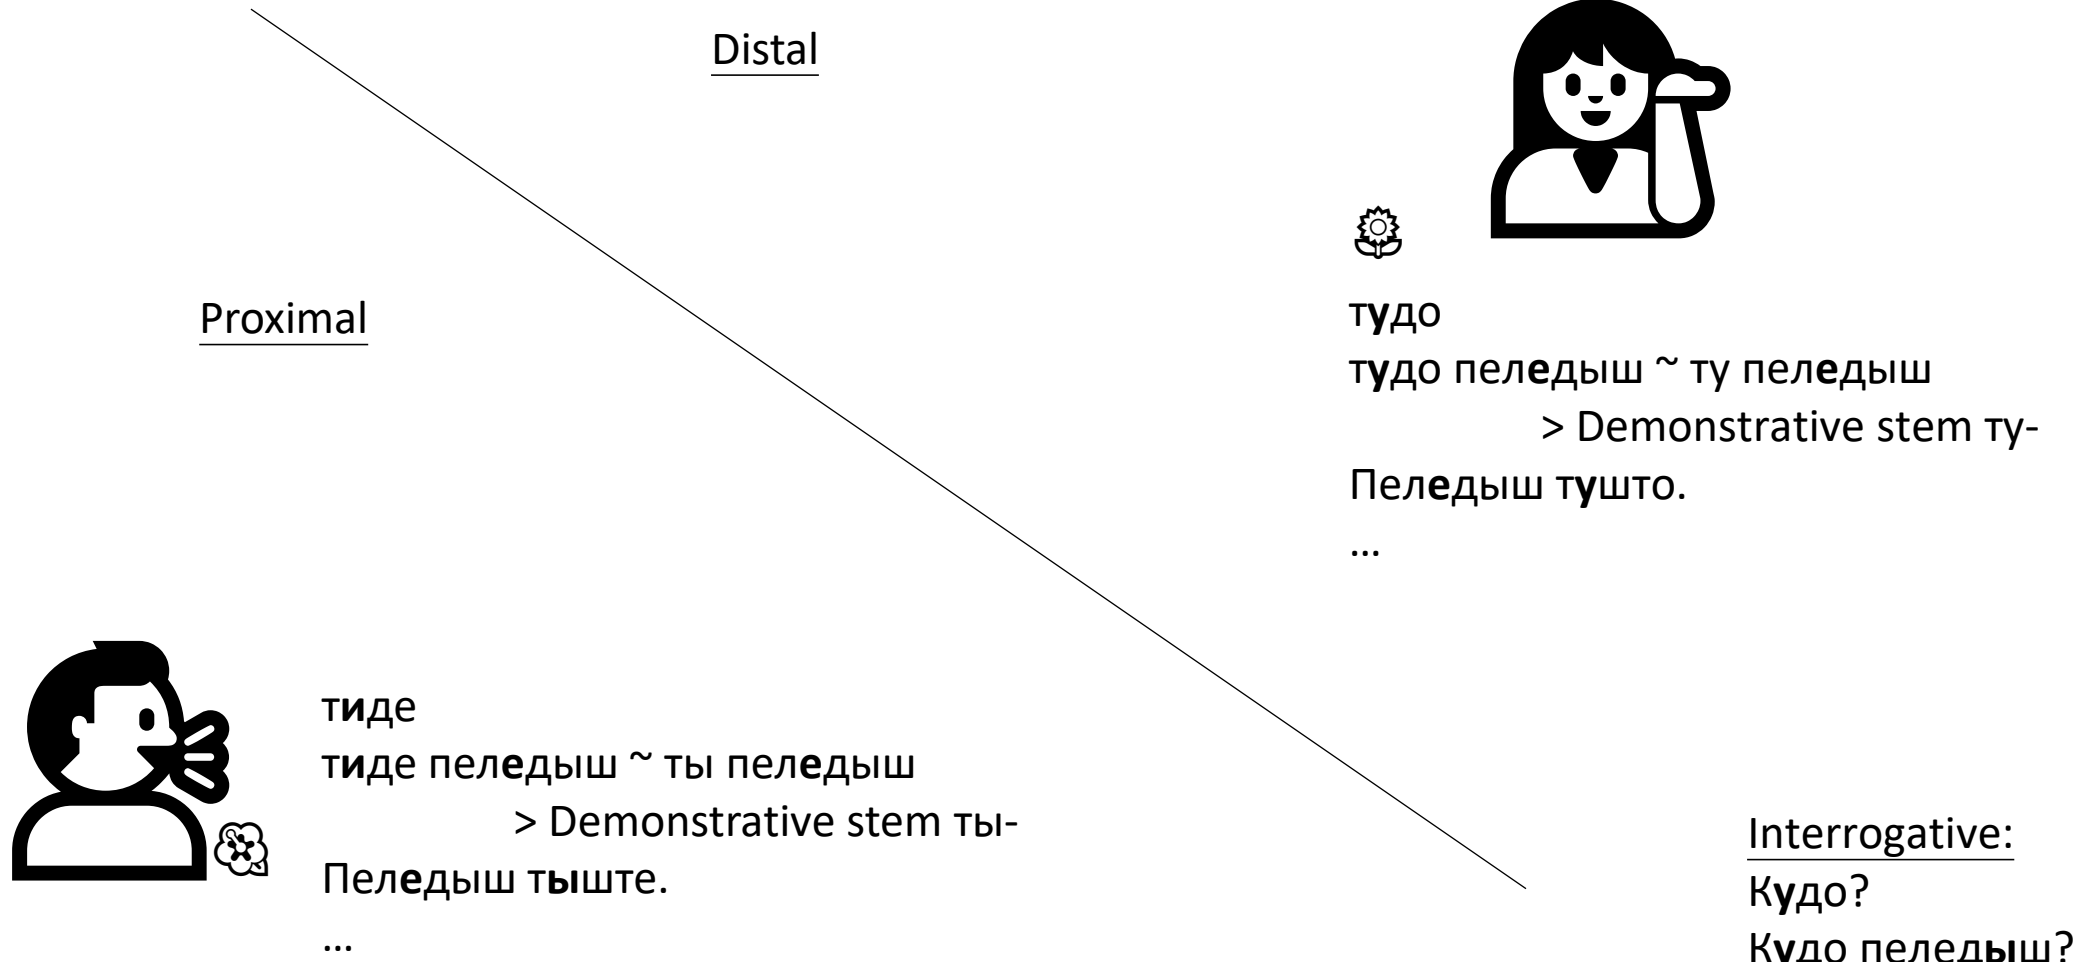 Distal
Proximal
тудо
тудо пеледыш ~ ту пеледыш
> Demonstrative stem ту-
Пеледыш тушто.
...
тиде
тиде пеледыш ~ ты пеледыш
> Demonstrative stem ты-
Пеледыш тыште.
...
Interrogative:
Кудо?
Кудо пеледыш?